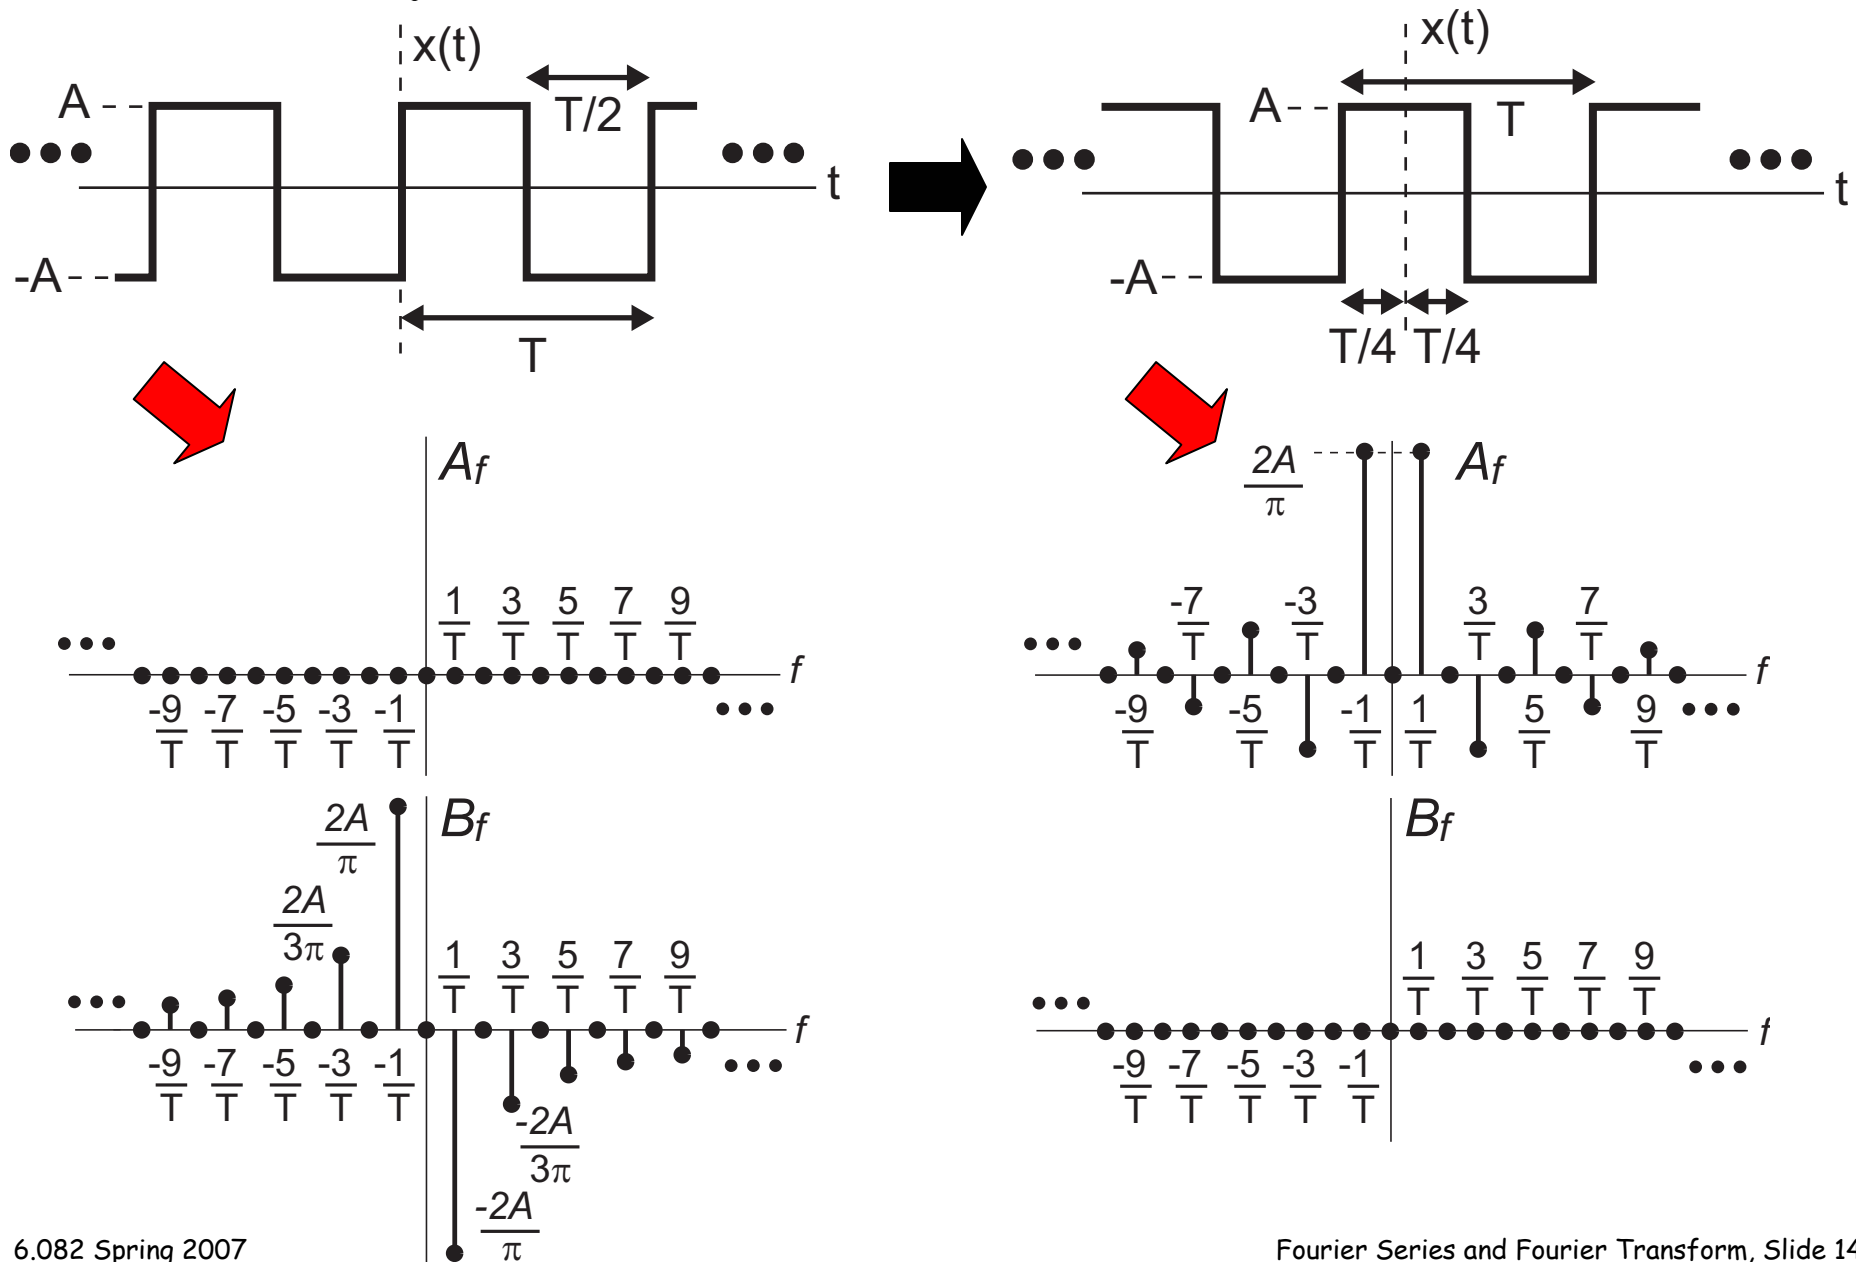 x(t)
A
T/2
t
-A
T
x(t)
A
T
t
-A
T/4 T/4
Af
1/T 3/T 5/T 7/T 9/T
f
-9/T -7/T -5/T -3/T -1/T
2A/π
Af
-7/T -3/T 3/T 7/T
f
-9/T -5/T -1/T 1/T 5/T 9/T
Bf
2A/π
2A/3π
1/T 3/T 5/T 7/T 9/T
f
-9/T -7/T -5/T -3/T -1/T
-2A/3π
-2A/π
Bf
1/T 3/T 5/T 7/T 9/T
f
-9/T -7/T -5/T -3/T -1/T
6.082 Spring 2007
Fourier Series and Fourier Transform, Slide 14